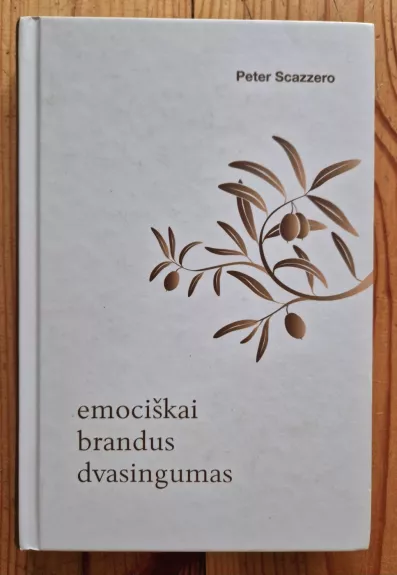 Peter Scazzero
emociškai
brandus
dvasingumas